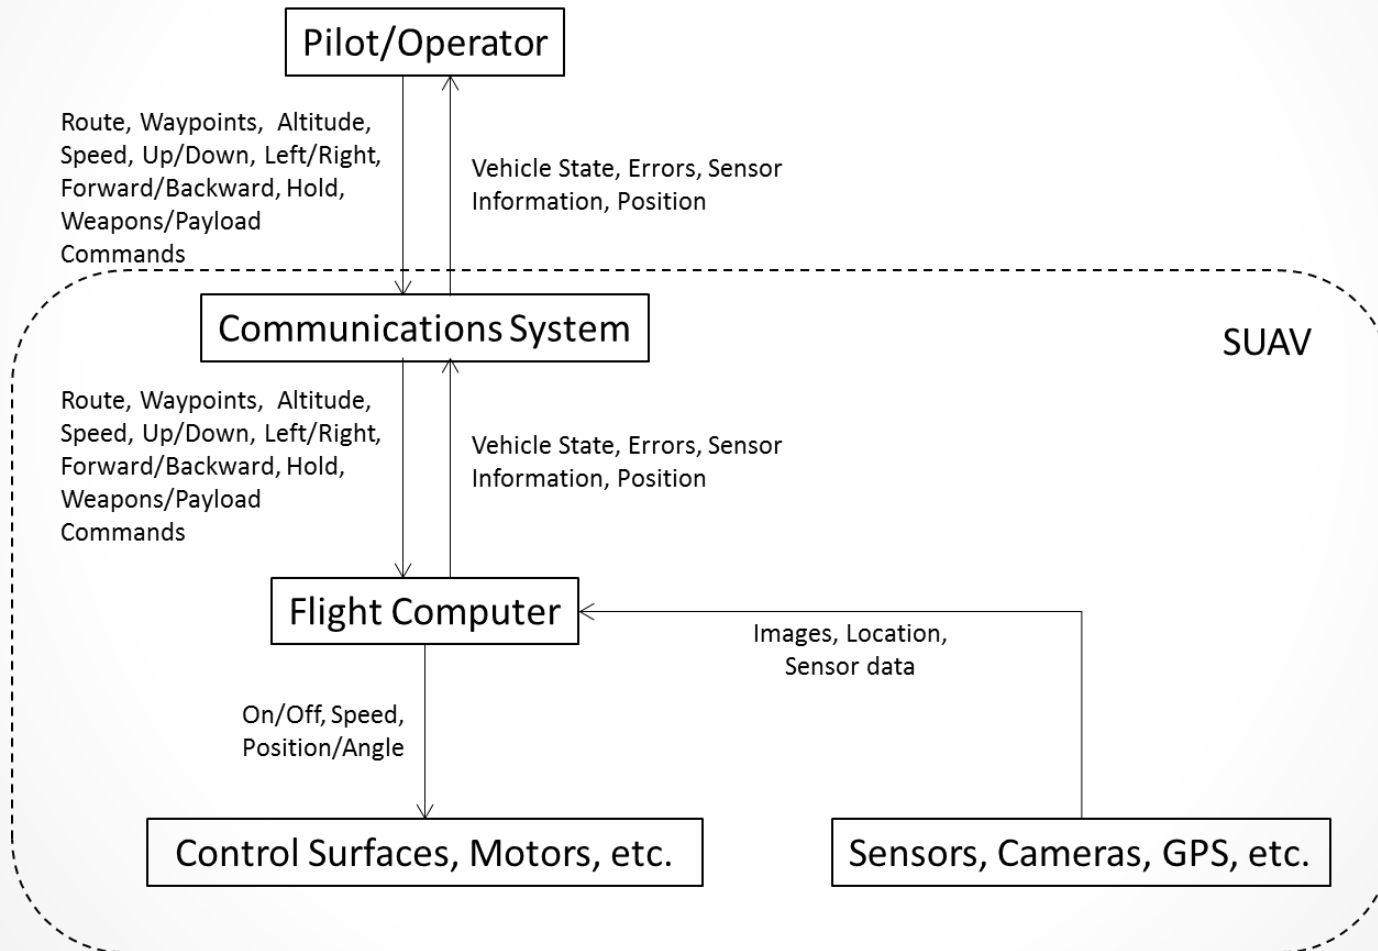 Pilot/Operator
Route, Waypoints, Altitude,
Speed, Up/Down, Left/Right,
Forward/Backward, Hold,
Weapons/Payload
Commands
Vehicle State, Errors, Sensor
Information, Position
Communications System
SUAV
Route, Waypoints, Altitude,
Speed, Up/Down, Left/Right,
Forward/Backward, Hold,
Weapons/Payload
Commands
Vehicle State, Errors, Sensor
Information, Position
Flight Computer
Images, Location,
Sensor data
On/Off, Speed,
Position/Angle
Control Surfaces, Motors, etc.
Sensors, Cameras, GPS, etc.